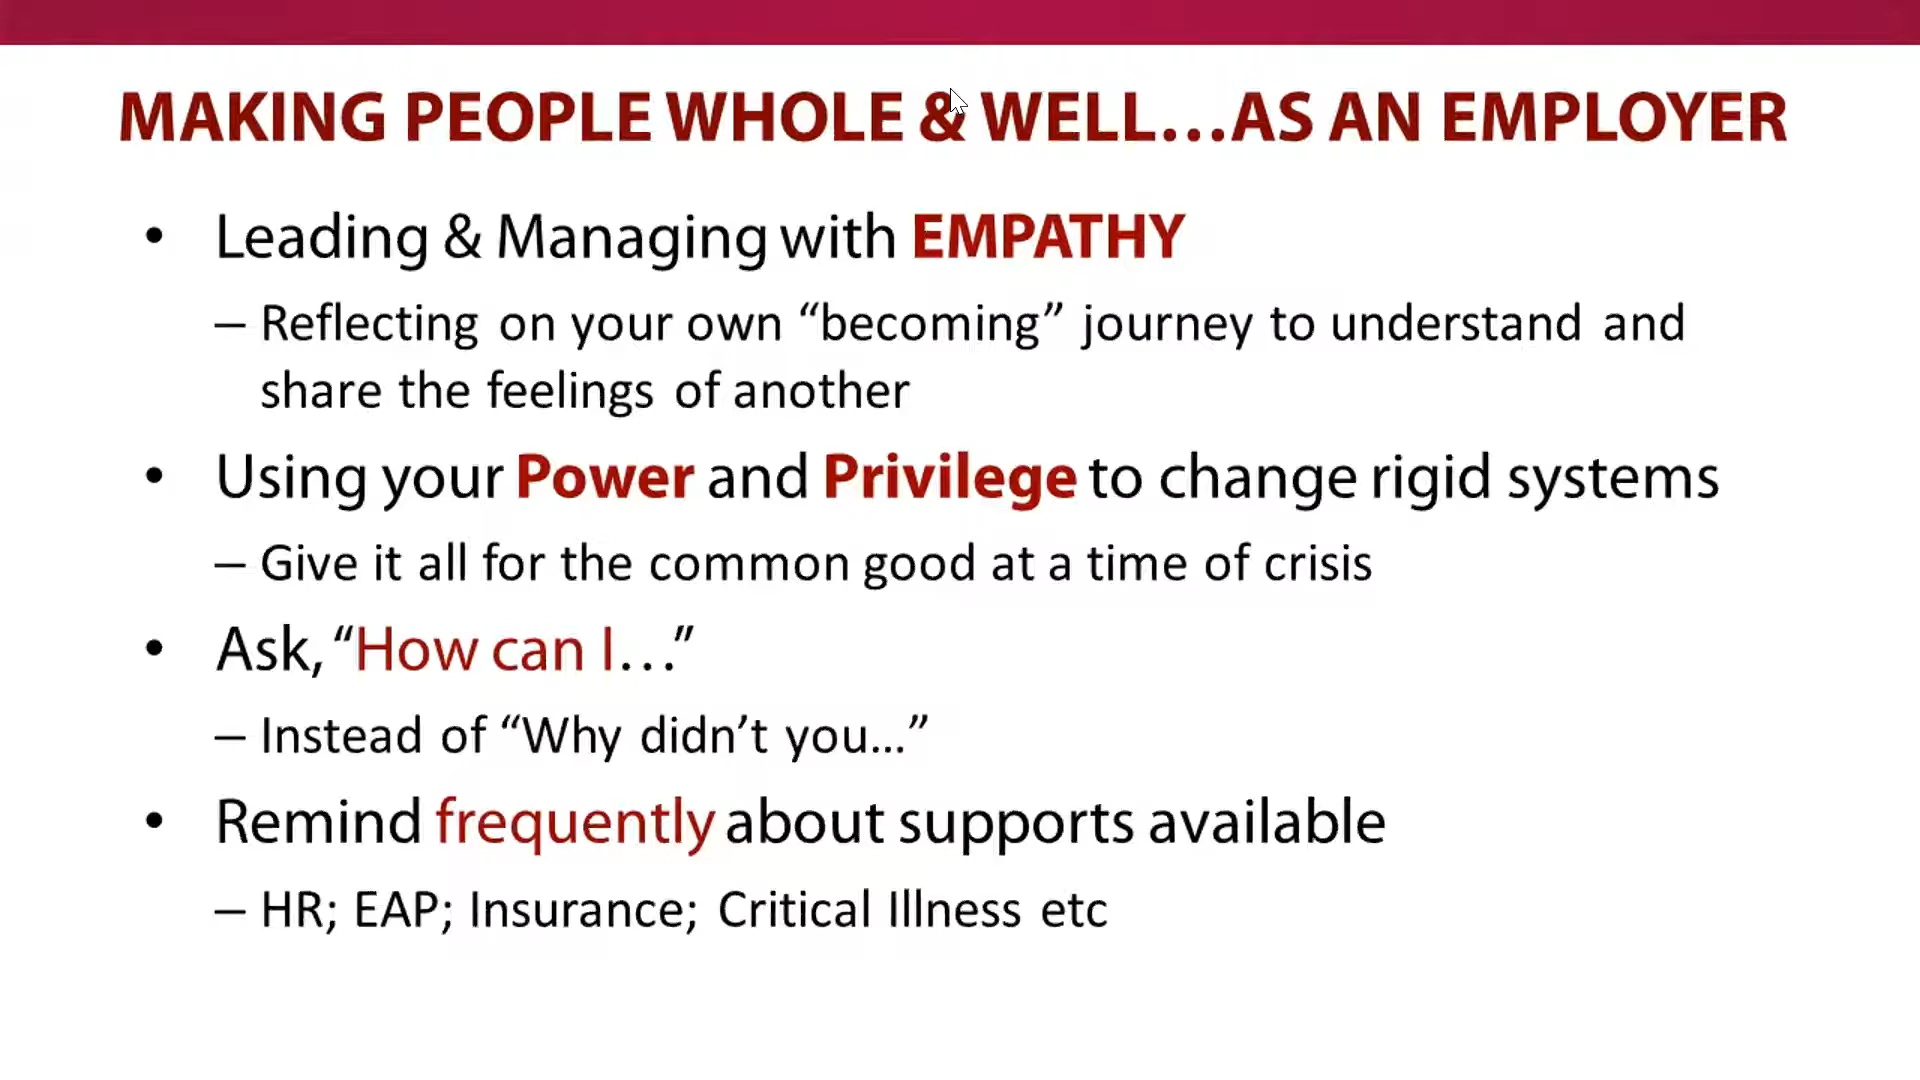 MAKING PEOPLE WHOLE & WELL…AS AN EMPLOYER
• Leading & Managing with EMPATHY
– Reflecting on your own “becoming” journey to understand and
share the feelings of another
• Using your Power and Privilege to change rigid systems
– Give it all for the common good at a time of crisis
• Ask, “How can I…”
– Instead of “Why didn’t you…”
• Remind frequently about supports available
– HR; EAP; Insurance; Critical Illness etc